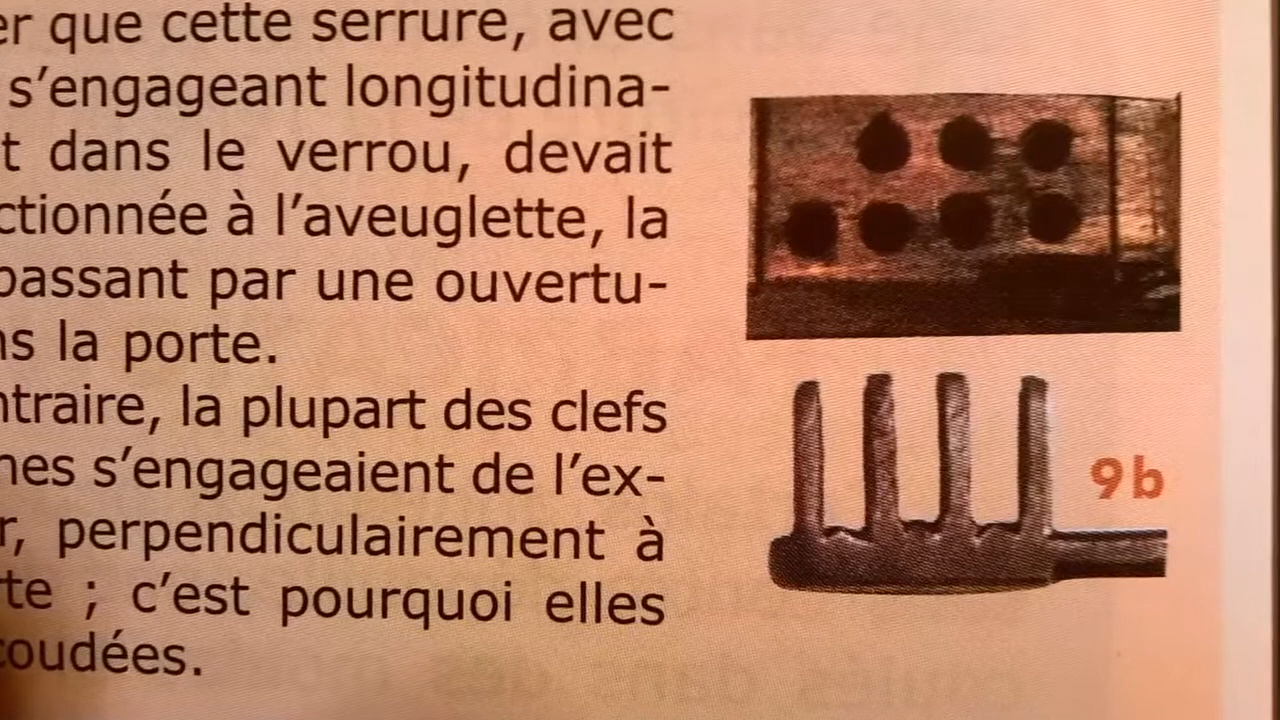 er que cette serrure, avec
s'engageant longitudina-
t dans le verrou, devait
ctionnée à l'aveuglette, la
passant par une ouvertu-
ns la porte.
ntraire, la plupart des clefs
nes s'engageaient de l'ex-
r, perpendiculairement à
rte ; c'est pourquoi elles
coudées.
9b